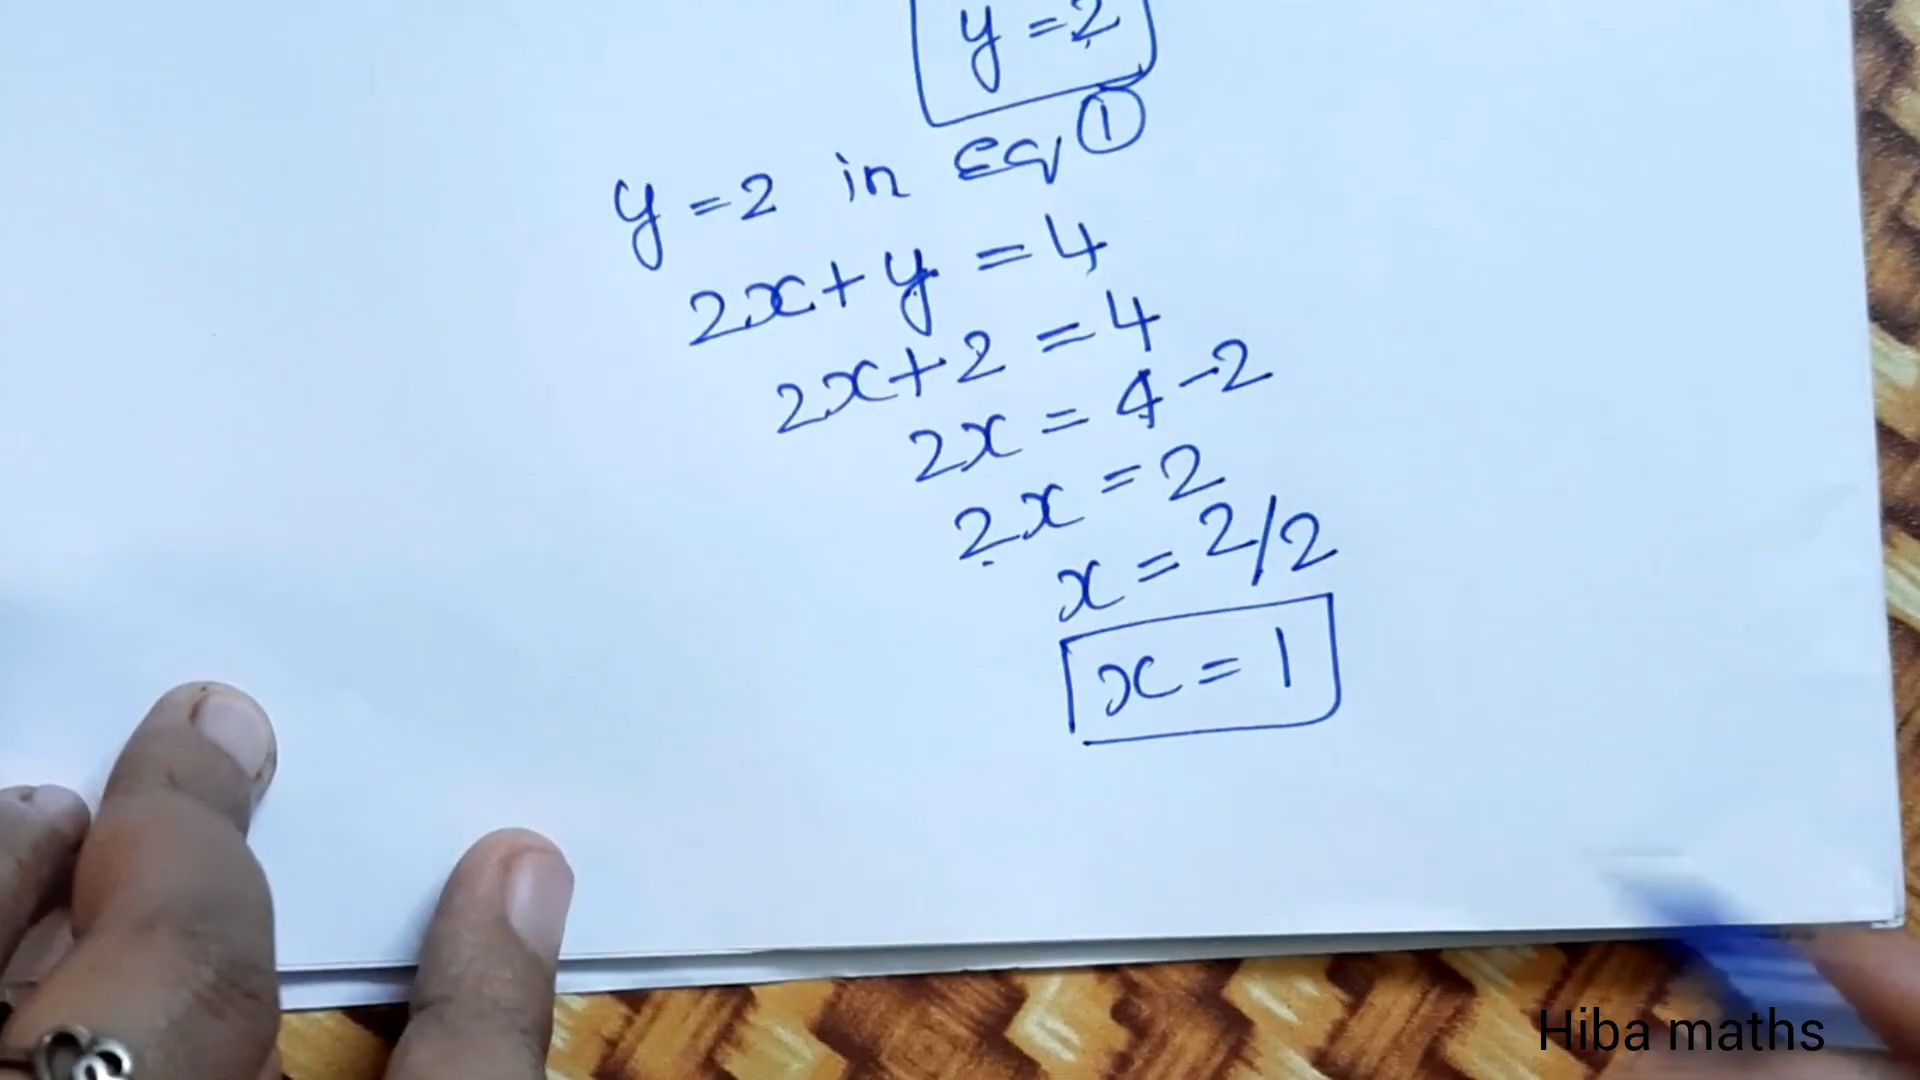 y = 2
y = 2 in eq ①
2x + y = 4
2x + 2 = 4
2x = 4 - 2
2x = 2
x = 2/2
x = 1
Hiba maths